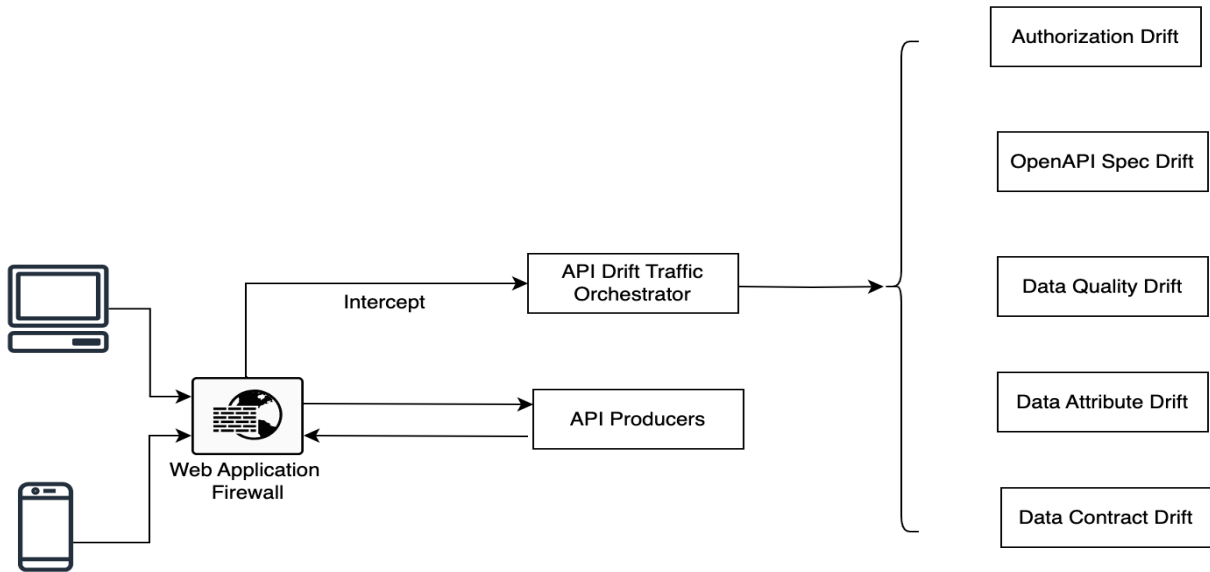 Authorization Drift
OpenAPI Spec Drift
API Drift Traffic
Orchestrator
Intercept
Data Quality Drift
API Producers
Data Attribute Drift
Web Application
Firewall
Data Contract Drift